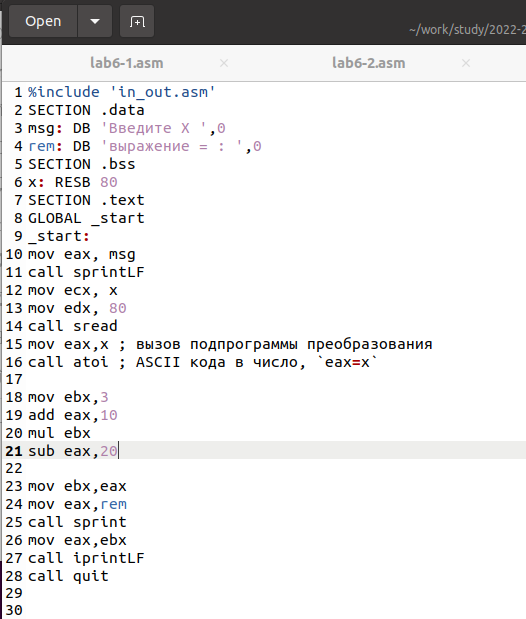 Open
~/work/study/2022-2
lab6-1.asm × lab6-2.asm ×
1 %include 'in_out.asm'
2 SECTION .data
3 msg: DB 'Введите X ',0
4 rem: DB 'выражение = : ',0
5 SECTION .bss
6 x: RESB 80
7 SECTION .text
8 GLOBAL _start
9 _start:
10 mov eax, msg
11 call sprintLF
12 mov ecx, x
13 mov edx, 80
14 call sread
15 mov eax,x ; вызов подпрограммы преобразования
16 call atoi ; ASCII кода в число, `eax=x`
17
18 mov ebx,3
19 add eax,10
20 mul ebx
21 sub eax,20
22
23 mov ebx,eax
24 mov eax,rem
25 call sprint
26 mov eax,ebx
27 call iprintLF
28 call quit
29
30